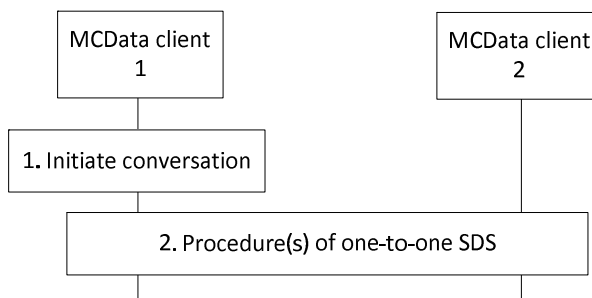 MCData client
1
MCData client
2
1. Initiate conversation
2. Procedure(s) of one-to-one SDS